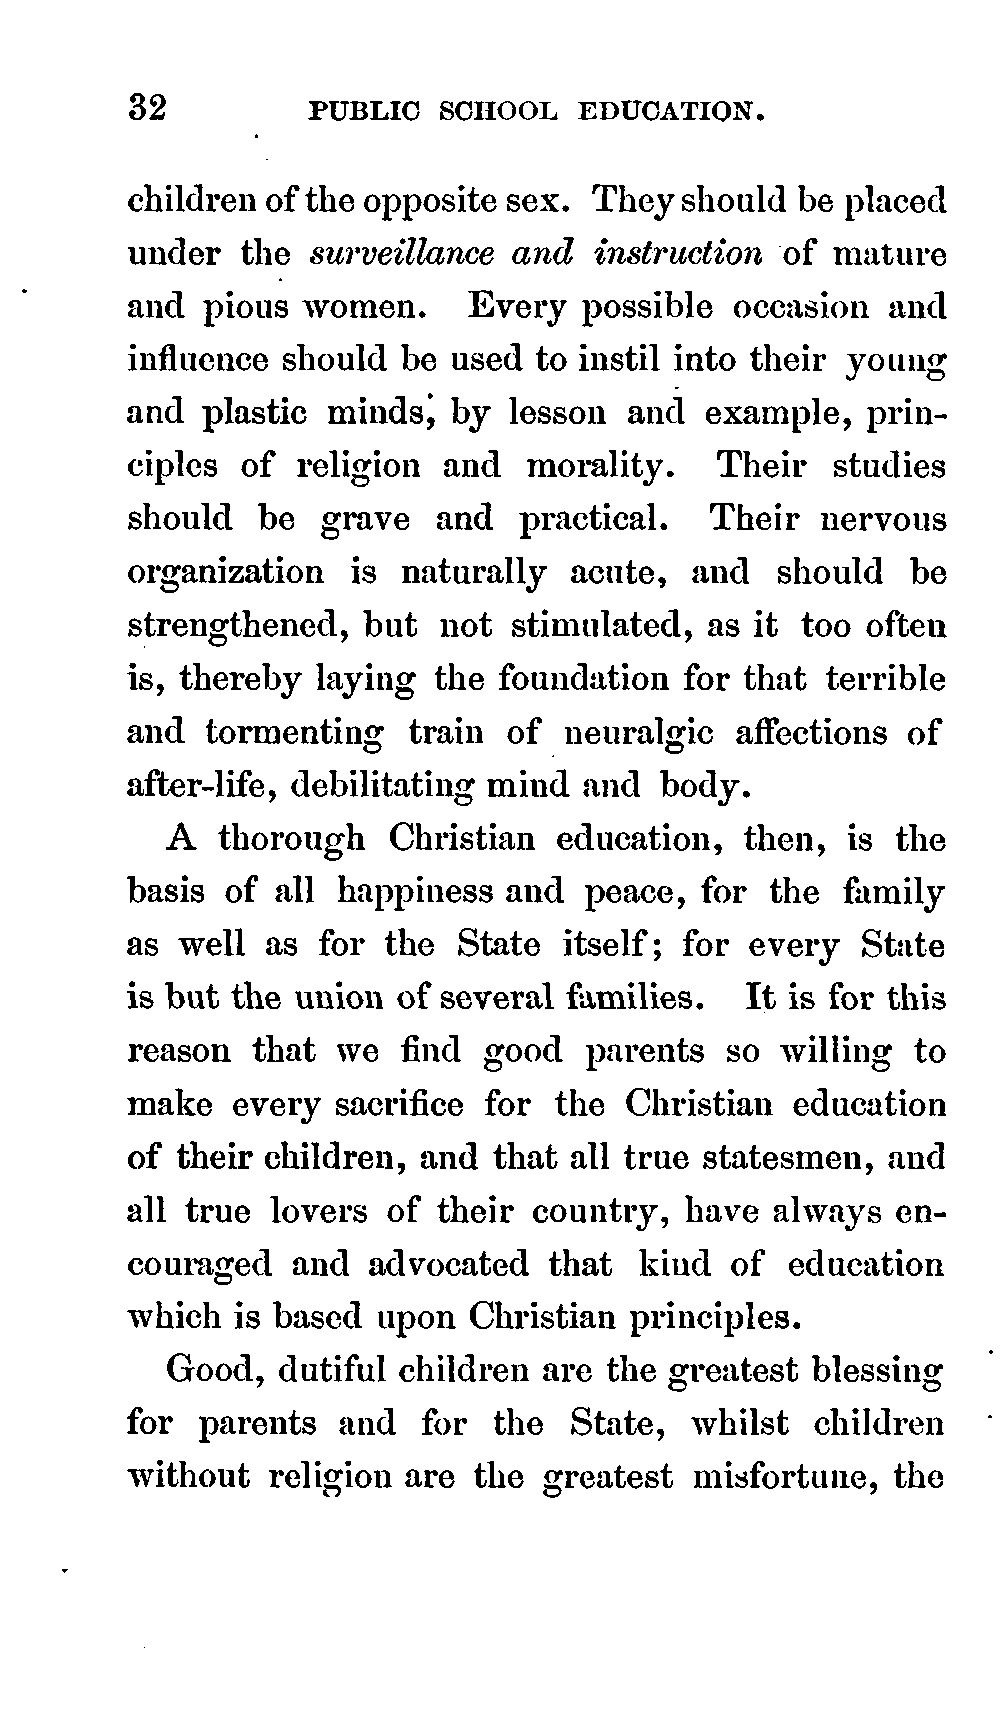 32 PUBLIC SCHOOL EDUCATION.
children of the opposite sex. They should be placed
under the surveillance and instruction of mature
and pious women. Every possible occasion and
influence should be used to instil into their young
and plastic minds, by lesson and example, prin-
ciples of religion and morality. Their studies
should be grave and practical. Their nervous
organization is naturally acute, and should be
strengthened, but not stimulated, as it too often
is, thereby laying the foundation for that terrible
and tormenting train of neuralgic affections of
after-life, debilitating mind and body.
A thorough Christian education, then, is the
basis of all happiness and peace, for the family
as well as for the State itself; for every State
is but the union of several families. It is for this
reason that we find good parents so willing to
make every sacrifice for the Christian education
of their children, and that all true statesmen, and
all true lovers of their country, have always en-
couraged and advocated that kind of education
which is based upon Christian principles.
Good, dutiful children are the greatest blessing
for parents and for the State, whilst children
without religion are the greatest misfortune, the